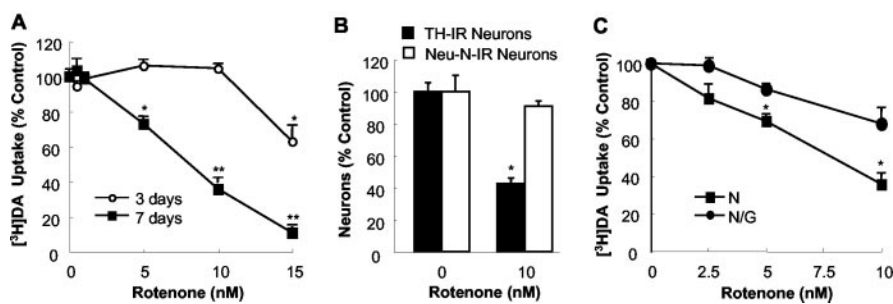 A
[³H]DA Uptake (% Control)
120
100
80
60
40
20
0
*
**
**
*
3 days
7 days
0
5
10
15
Rotenone (nM)
B
TH-IR Neurons
Neu-N-IR Neurons
Neurons (% Control)
120
100
80
60
40
20
0
*
0
10
Rotenone (nM)
C
[³H]DA Uptake (% Control)
120
100
80
60
40
20
0
*
*
N
N/G
0
2.5
5
7.5
10
Rotenone (nM)